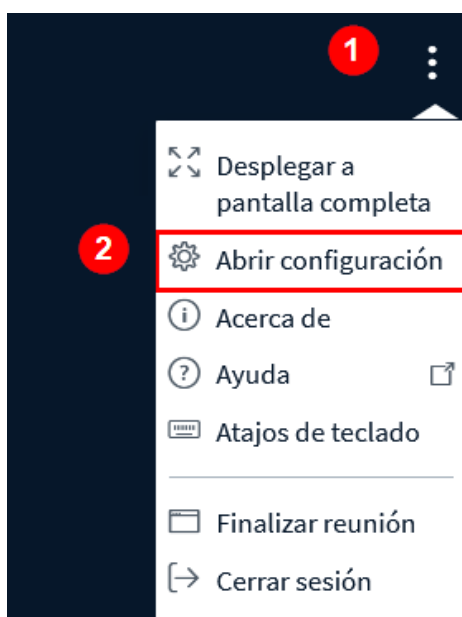 1
Desplegar a
pantalla completa
2
Abrir configuración
Acerca de
Ayuda
Atajos de teclado
Finalizar reunión
Cerrar sesión